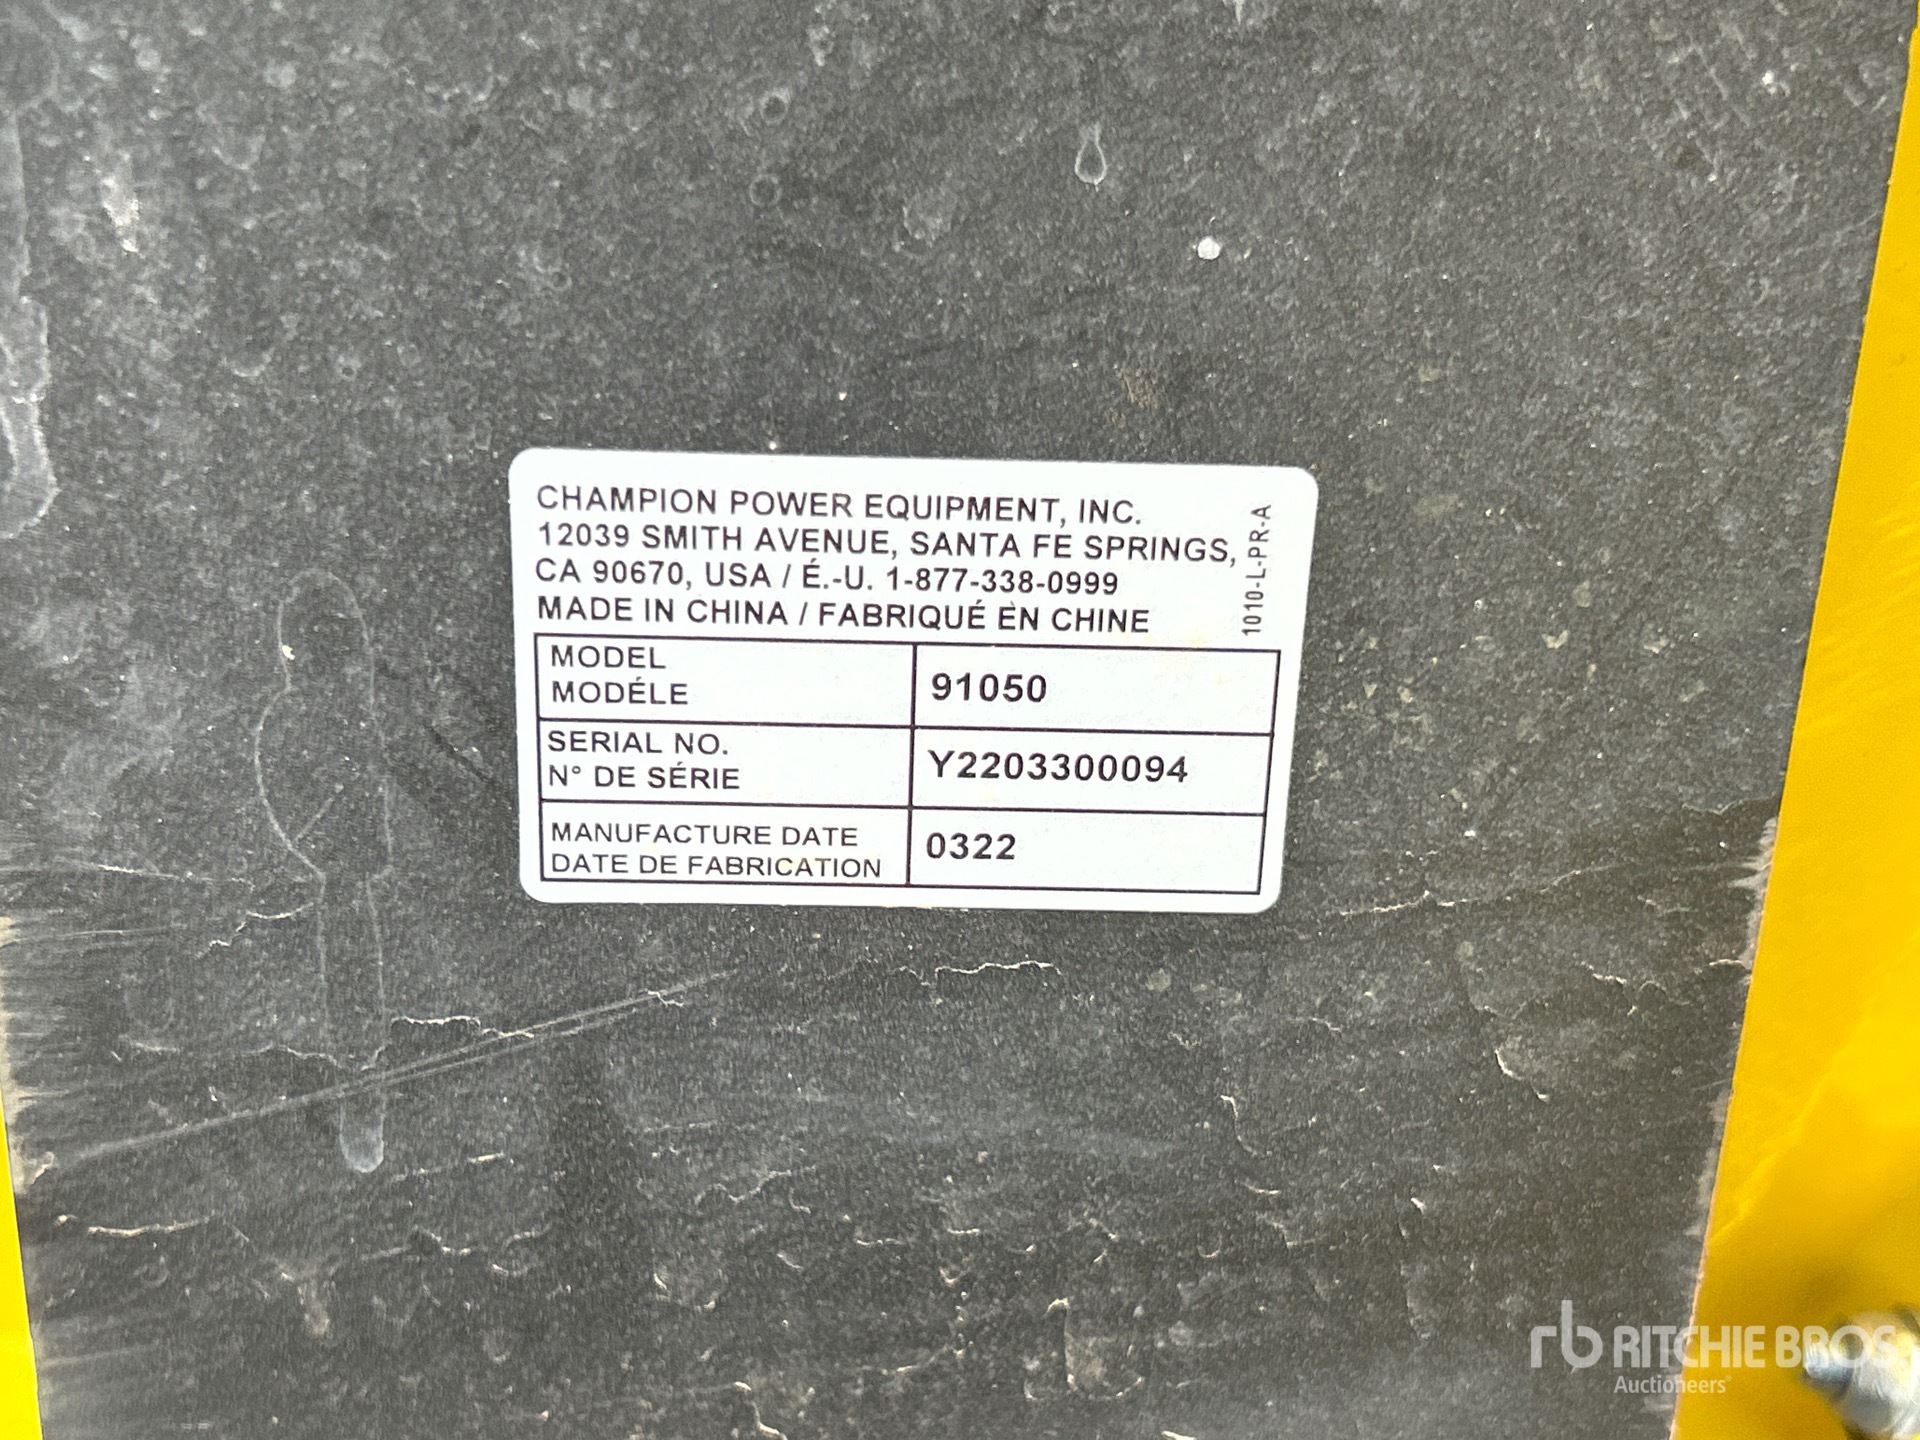 CHAMPION POWER EQUIPMENT, INC.
12039 SMITH AVENUE, SANTA FE SPRINGS,
CA 90670, USA / É.-U. 1-877-338-0999
MADE IN CHINA / FABRIQUÉ EN CHINE
1010-L-PR-A
MODEL
MODÉLE
91050
SERIAL NO.
N° DE SÉRIE
Y2203300094
MANUFACTURE DATE
DATE DE FABRICATION
0322
rb RITCHIE BROS
Auctioneers